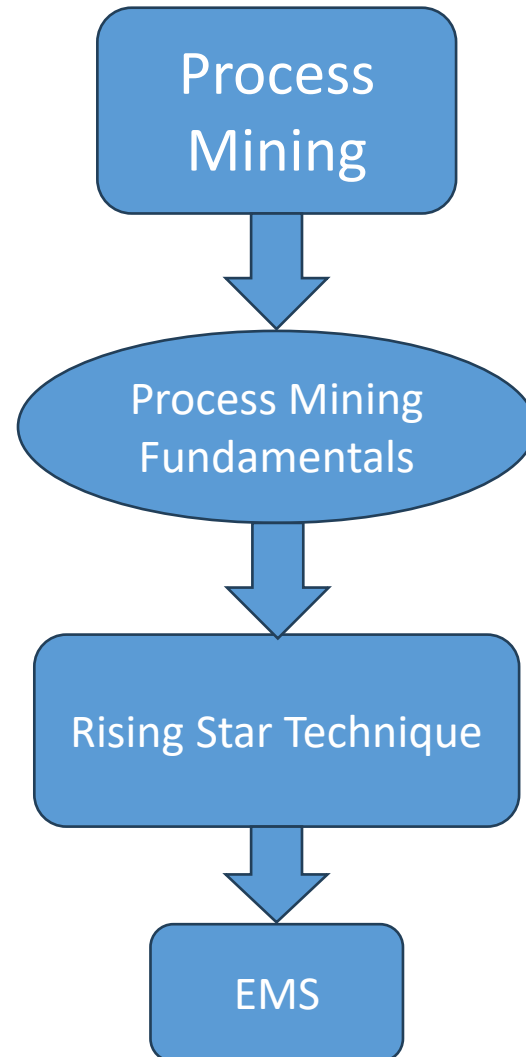 Process
Mining
Process Mining
Fundamentals
Rising Star Technique
EMS